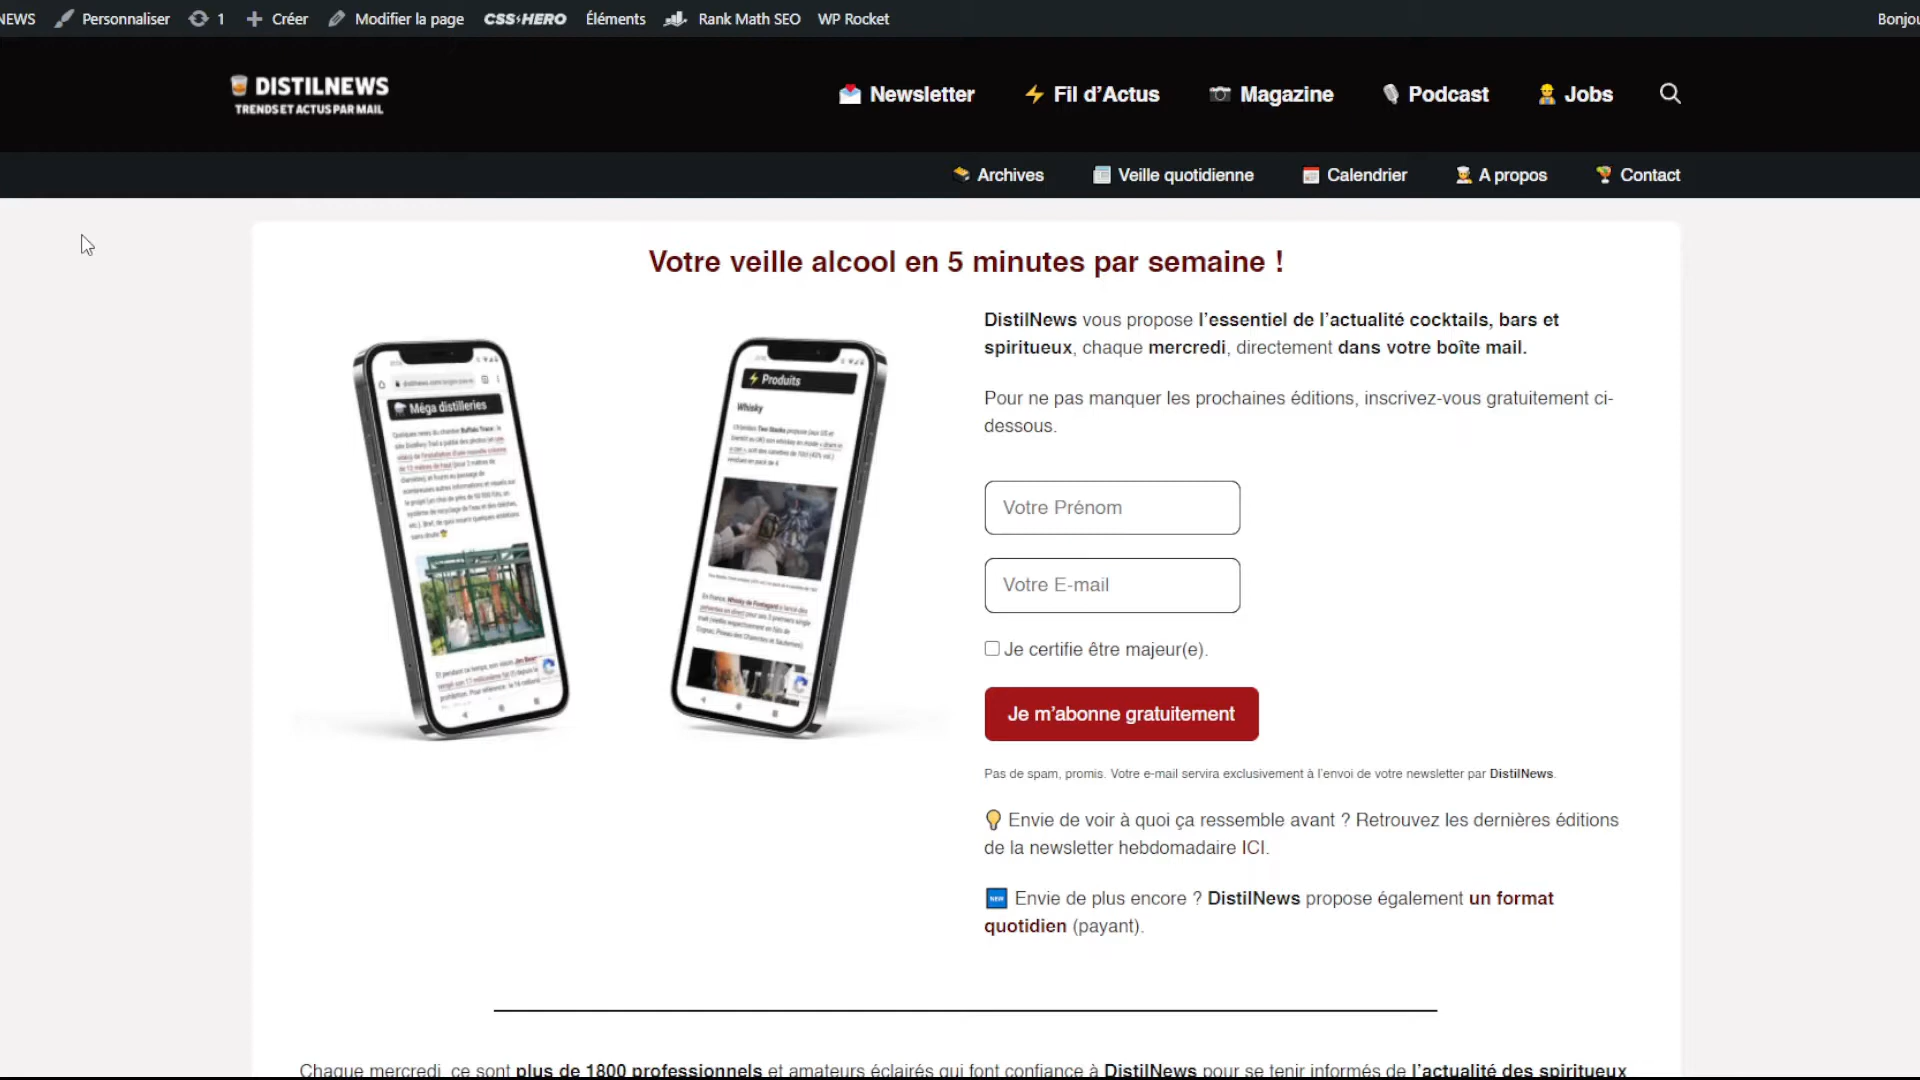 NEWS Personnaliser 1 Créer Modifier la page CSS HERO Éléments Rank Math SEO WP Rocket
DISTILNEWS
TRENDS ET ACTUS PAR MAIL
Newsletter Fil d’Actus Magazine Podcast Jobs
Archives Veille quotidienne Calendrier A propos Contact
Votre veille alcool en 5 minutes par semaine !
Méga distilleries
Produits
Whisky
DistilNews vous propose l’essentiel de l’actualité cocktails, bars et
spiritueux, chaque mercredi, directement dans votre boîte mail.
Pour ne pas manquer les prochaines éditions, inscrivez-vous gratuitement ci-
dessous.
Votre Prénom
Votre E-mail
Je certifie être majeur(e).
Je m’abonne gratuitement
Pas de spam, promis. Votre e-mail servira exclusivement à l’envoi de votre newsletter par DistilNews.
Envie de voir à quoi ça ressemble avant ? Retrouvez les dernières éditions
de la newsletter hebdomadaire ICI.
NEW Envie de plus encore ? DistilNews propose également un format
quotidien (payant).
Chaque mercredi, ce sont plus de 1800 professionnels et amateurs éclairés qui font confiance à DistilNews pour se tenir informés de l’actualité des spiritueux